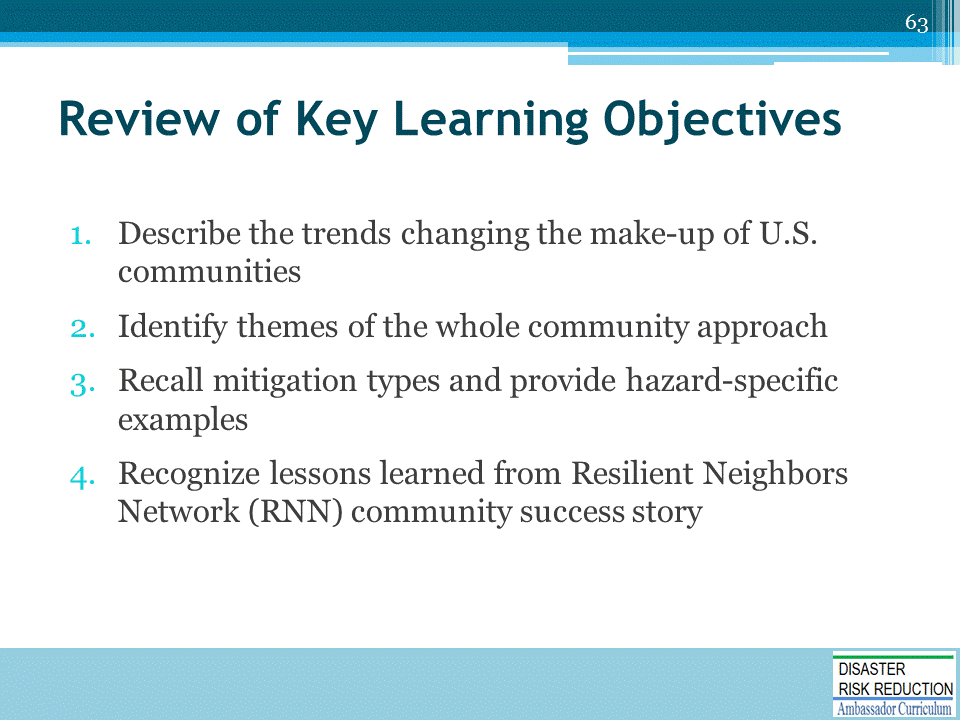 63
Review of Key Learning Objectives
1. Describe the trends changing the make-up of U.S.
communities
2. Identify themes of the whole community approach
3. Recall mitigation types and provide hazard-specific
examples
4. Recognize lessons learned from Resilient Neighbors
Network (RNN) community success story
DISASTER
RISK REDUCTION
Ambassador Curriculum